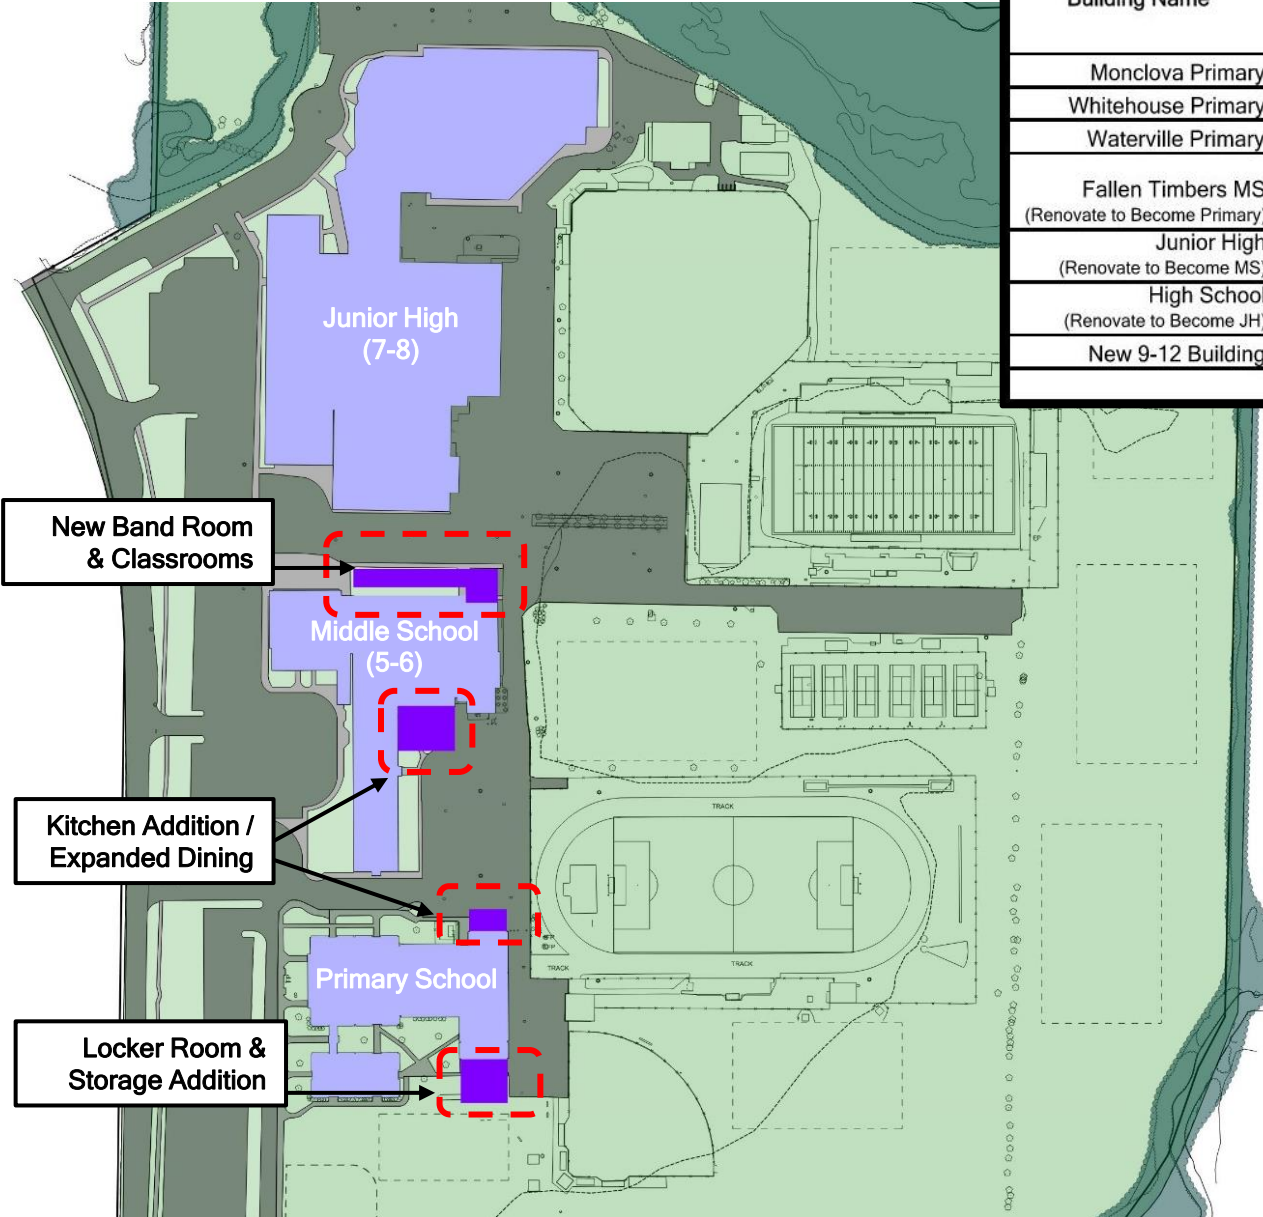 Building Name
Monclova Primary
Whitehouse Primary
Waterville Primary
Fallen Timbers MS
(Renovate to Become Primary)
Junior High
(Renovate to Become MS)
High School
(Renovate to Become JH)
New 9-12 Building
Junior High
(7-8)
New Band Room
& Classrooms
Middle School
(5-6)
Kitchen Addition /
Expanded Dining
TRACK
TRACK
TRACK
Primary School
Locker Room &
Storage Addition